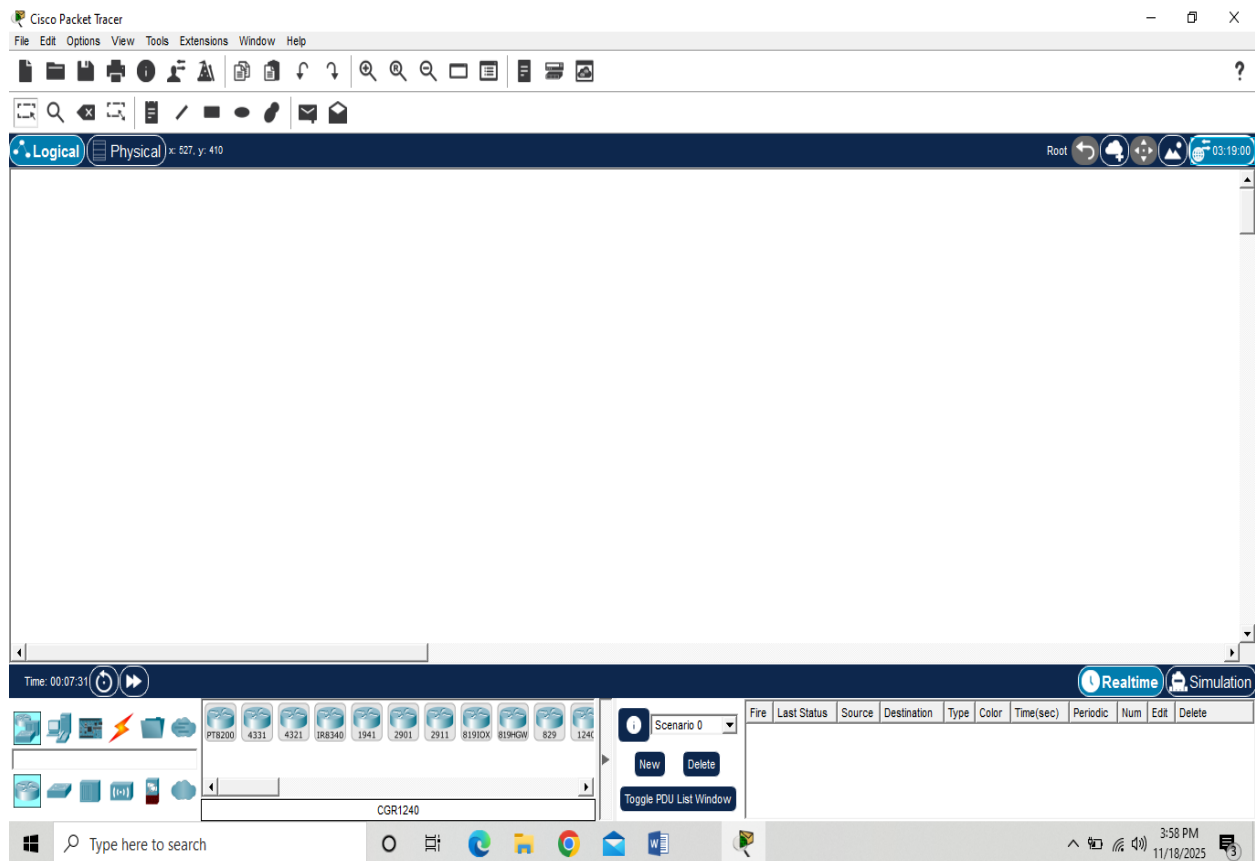 Cisco Packet Tracer
File Edit Options View Tools Extensions Window Help
?
Logical Physical x: 527, y: 410 Root 03:19:00
Time: 00:07:31 Realtime Simulation
PT8200 4331 4321 IR8340 1941 2901 2911 819IOX 819HGW 829 1240
CGR1240
Scenario 0
New Delete
Toggle PDU List Window
Fire Last Status Source Destination Type Color Time(sec) Periodic Num Edit Delete
Type here to search
3:58 PM
11/18/2025
3